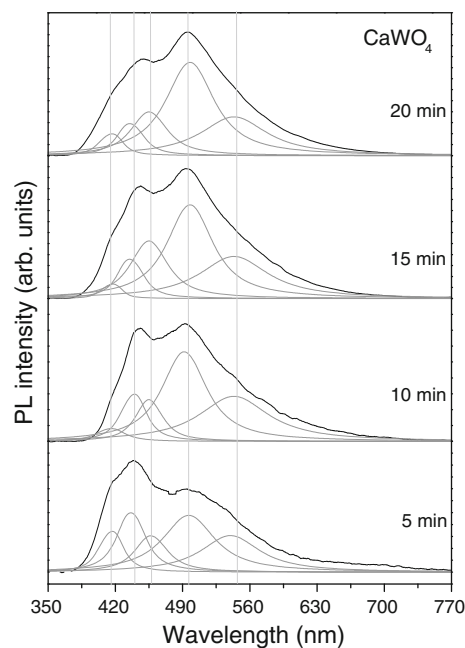 CaWO₄
20 min
15 min
10 min
5 min
PL intensity (arb. units)
350 420 490 560 630 700 770
Wavelength (nm)